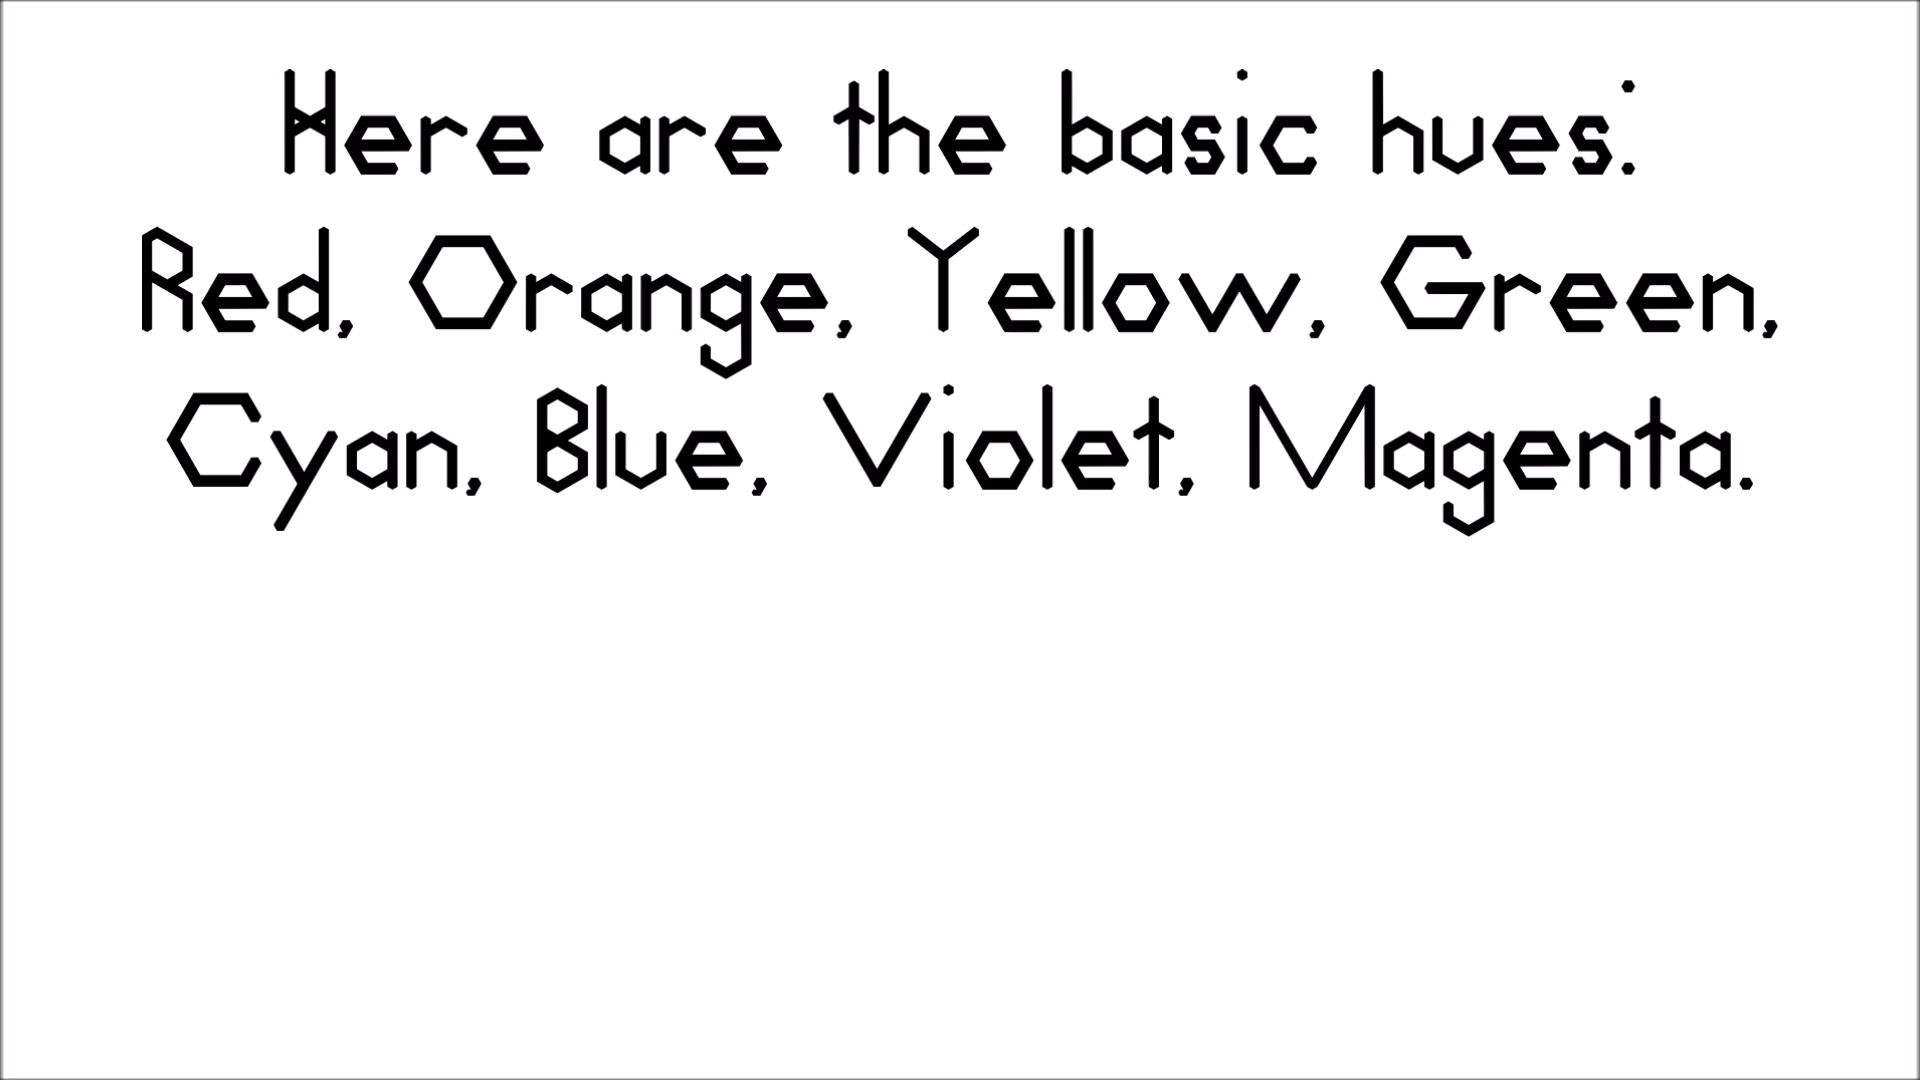 Here are the basic hues:
Red, Orange, Yellow, Green,
Cyan, Blue, Violet, Magenta.